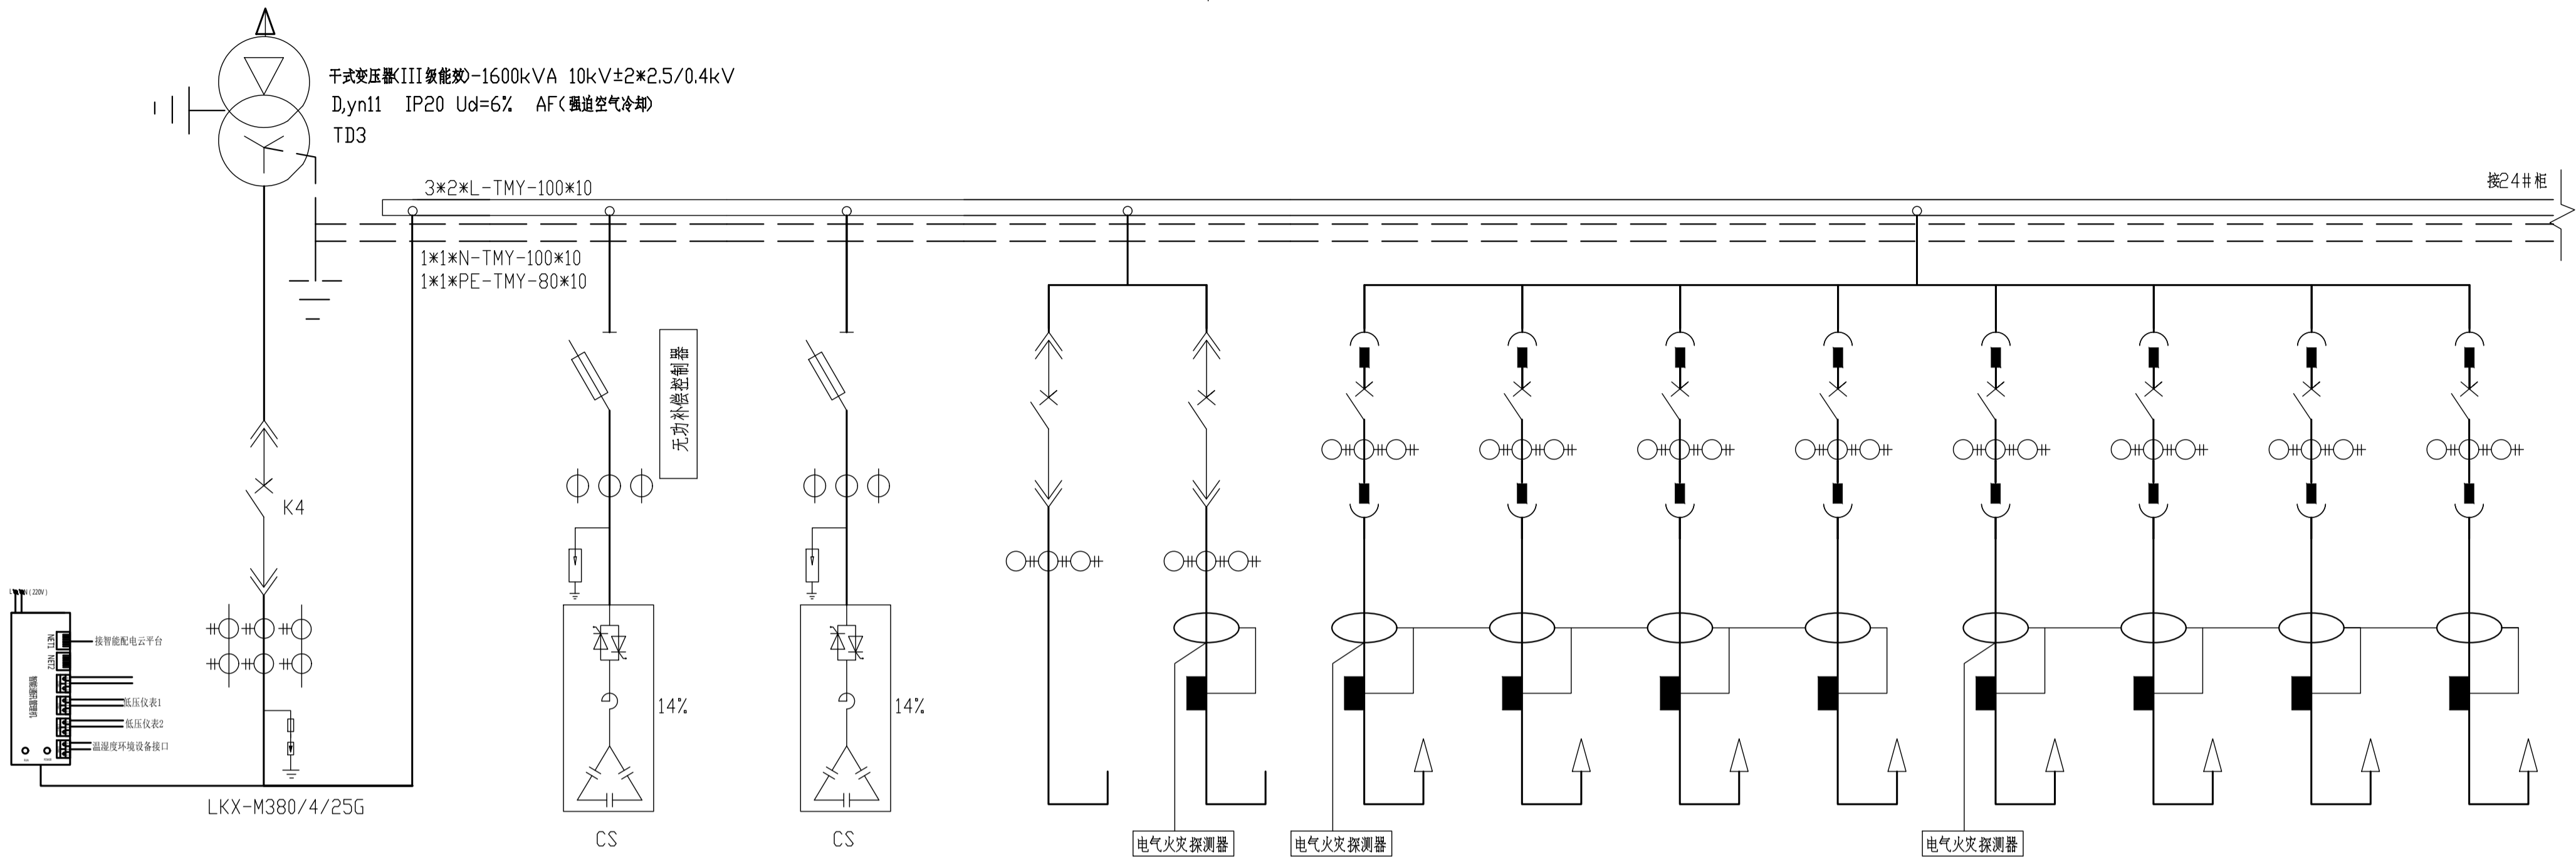 干式变压器(III级能效)-1600kVA 10kV±2*2.5/0.4kV
D,yn11 IP20 Ud=6% AF(强迫空气冷却)
TD3
3*2*L-TMY-100*10
接24#柜
1*1*N-TMY-100*10
1*1*PE-TMY-80*10
无功补偿控制器
K4
N(220V)
NET1
接智能配电云平台
NET2
低压仪表1
低压仪表2
温湿度环境设备接口
14%
14%
LKX-M380/4/25G
CS
CS
电气火灾探测器
电气火灾探测器
电气火灾探测器